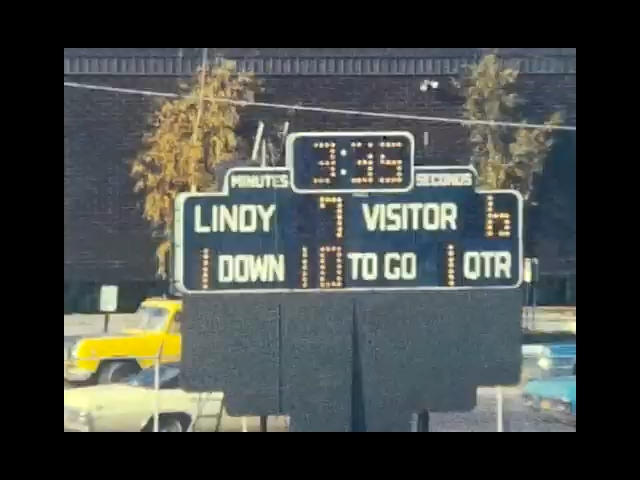 3:35
MINUTES SECONDS
LINDY 7 VISITOR 6
1 DOWN 10 TO GO 1 QTR